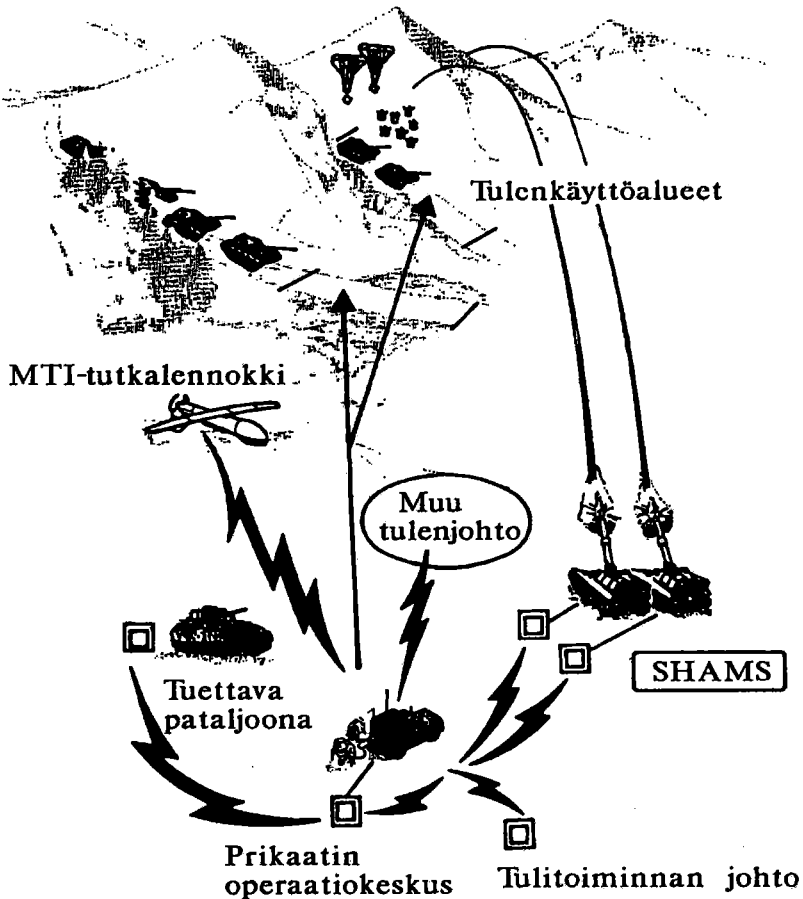 Tulenkäyttöalueet
MTI-tutkalennokki
Muu
tulenjohto
SHAMS
Tuettava
pataljoona
Prikaatin
operaatiokeskus
Tulitoiminnan johto